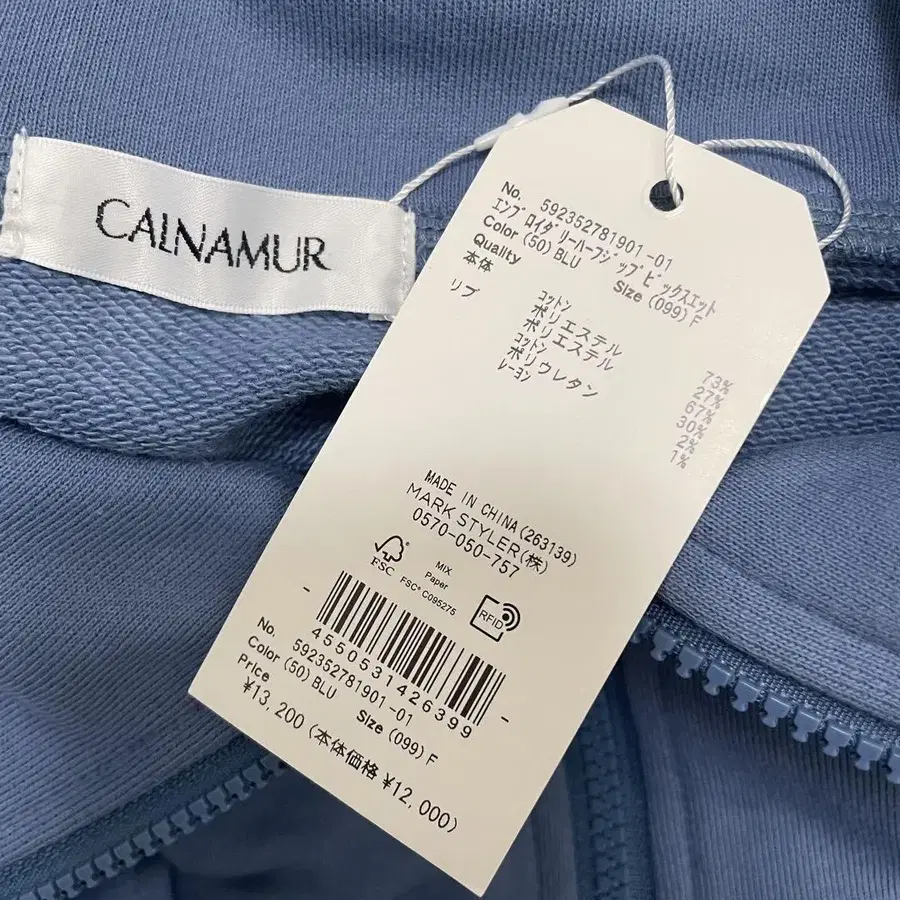 CALNAMUR
No. 592352781901-01
エンブロイダリーハーフジップビックスエット
Color (50) BLU Size (099) F
Quality
本体 コットン 73%
ポリエステル 27%
リブ ポリエステル 67%
コットン 30%
ポリウレタン 2%
レーヨン 1%
MADE IN CHINA(263139)
MARK STYLER(株)
0570-050-757
FSC
MIX
Paper
FSC® C095275
RFID
4550531426399
No. 592352781901-01
Color (50) BLU Size (099) F
Price
¥13,200 (本体価格 ¥12,000)